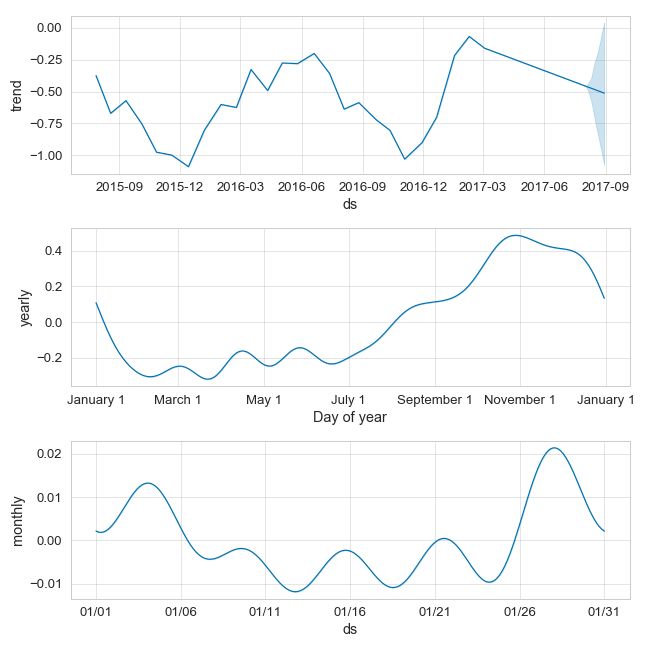 trend
0.00
−0.25
−0.50
−0.75
−1.00
2015-09 2015-12 2016-03 2016-06 2016-09 2016-12 2017-03 2017-06 2017-09
ds
yearly
0.4
0.2
0.0
−0.2
January 1 March 1 May 1 July 1 September 1 November 1 January 1
Day of year
monthly
0.02
0.01
0.00
−0.01
01/01 01/06 01/11 01/16 01/21 01/26 01/31
ds